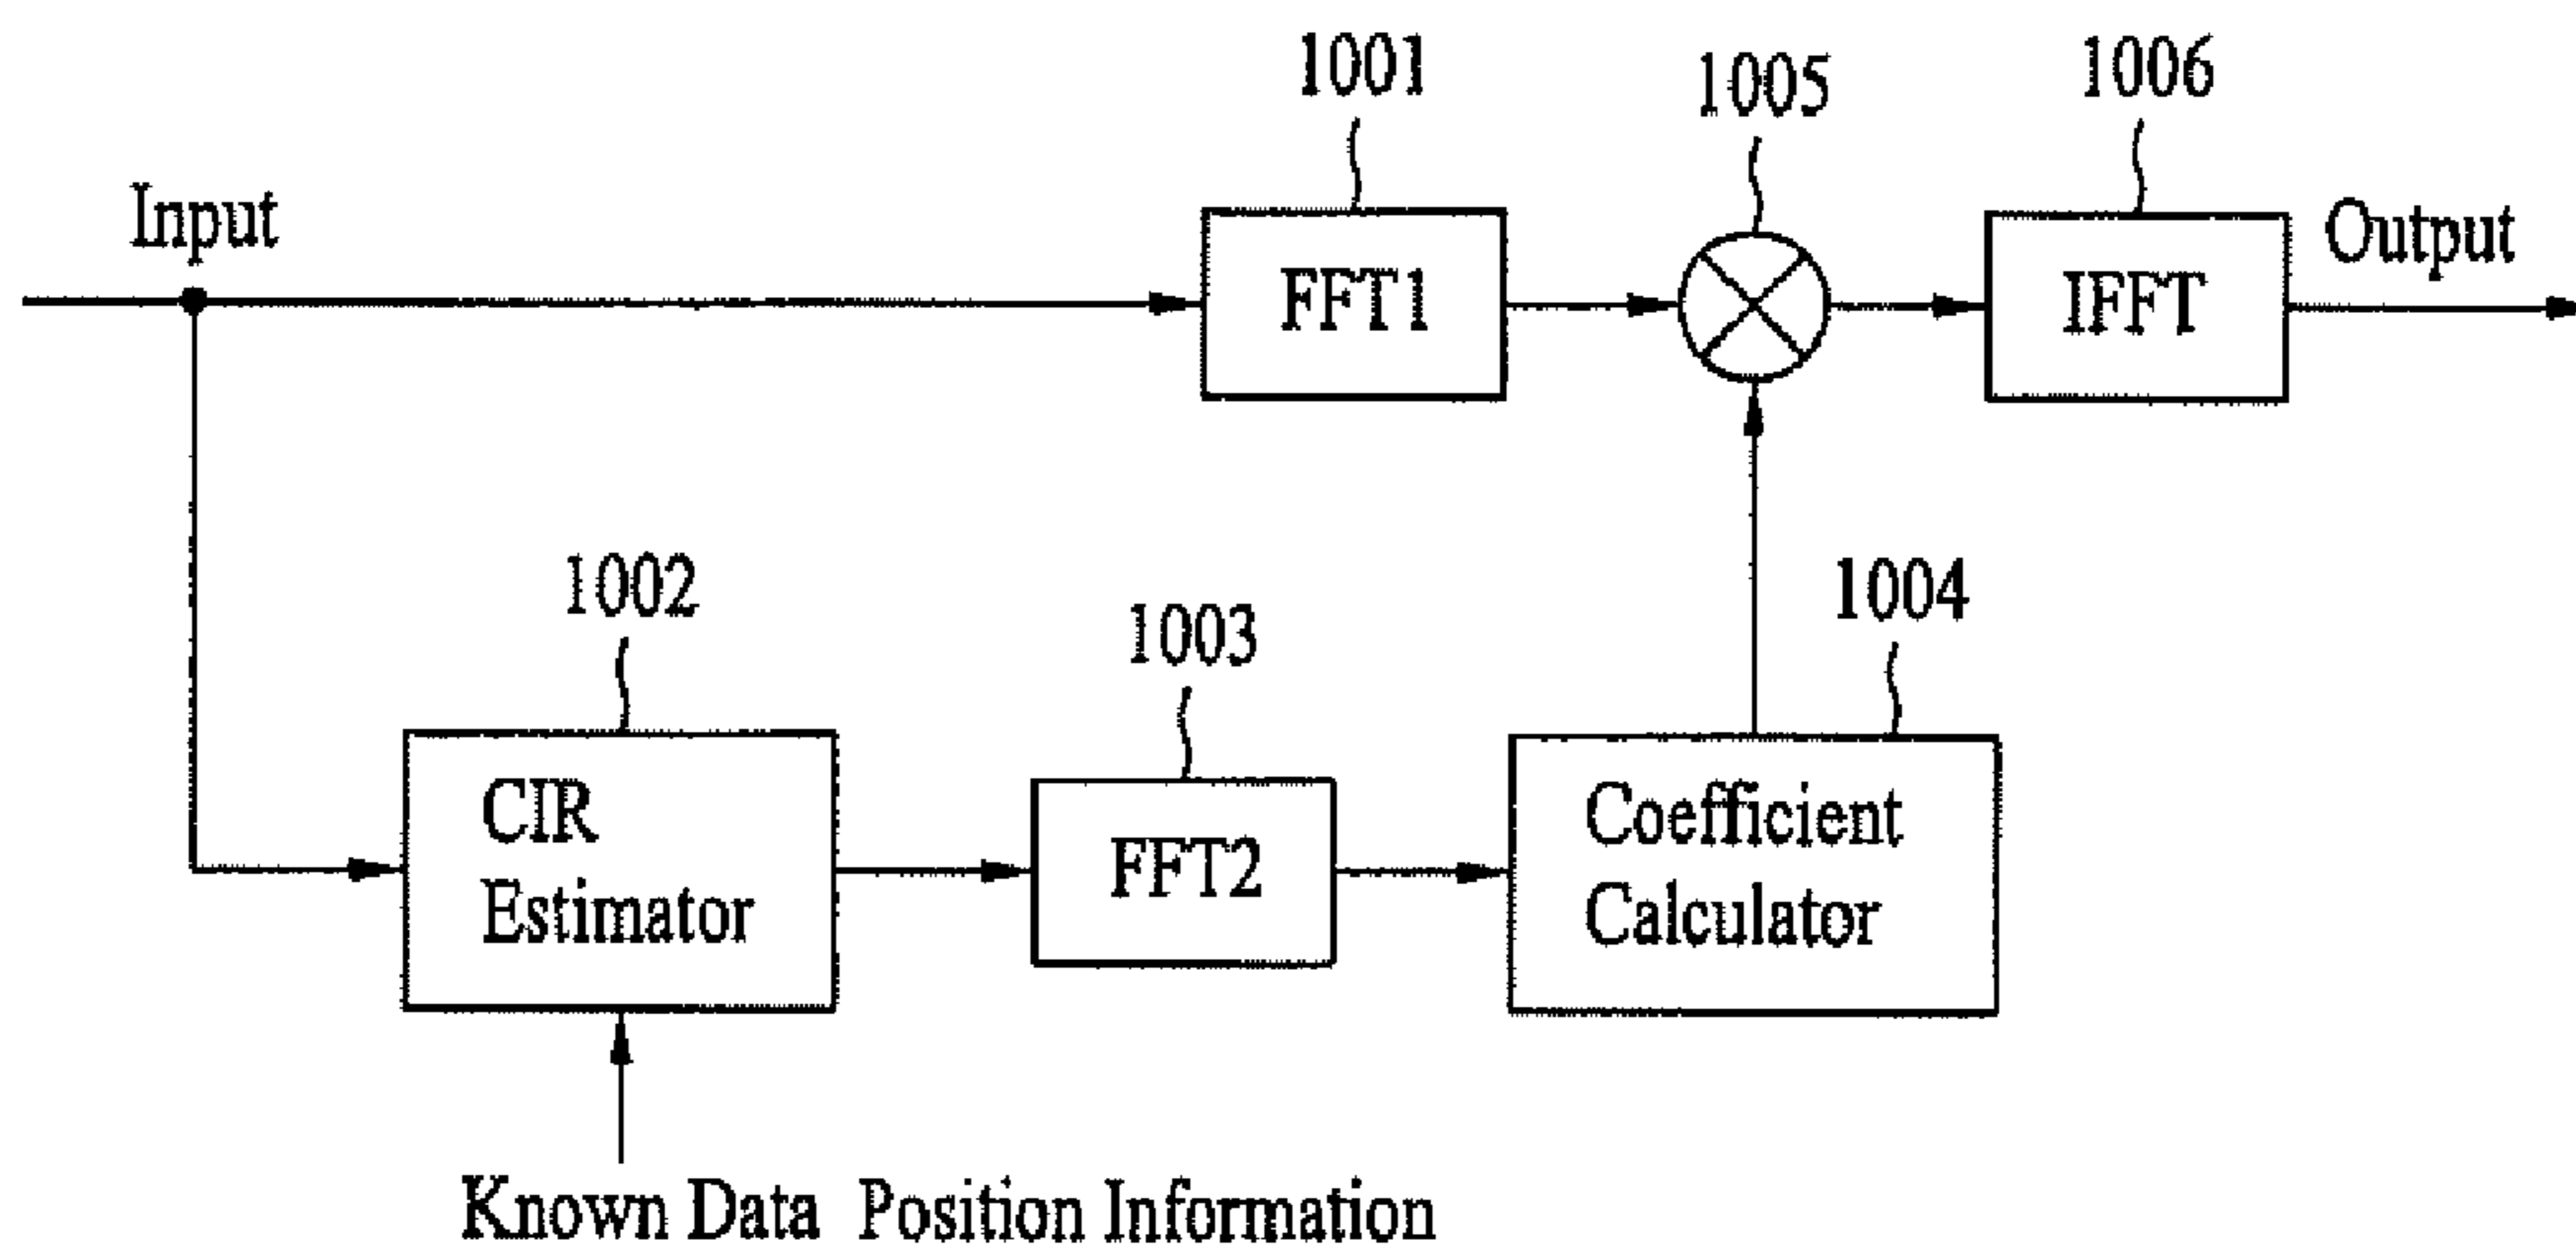 1001
1005
1006
Input
FFT1
IFFT
Output
1002
1003
1004
CIR
Estimator
FFT2
Coefficient
Calculator
Known Data Position Information